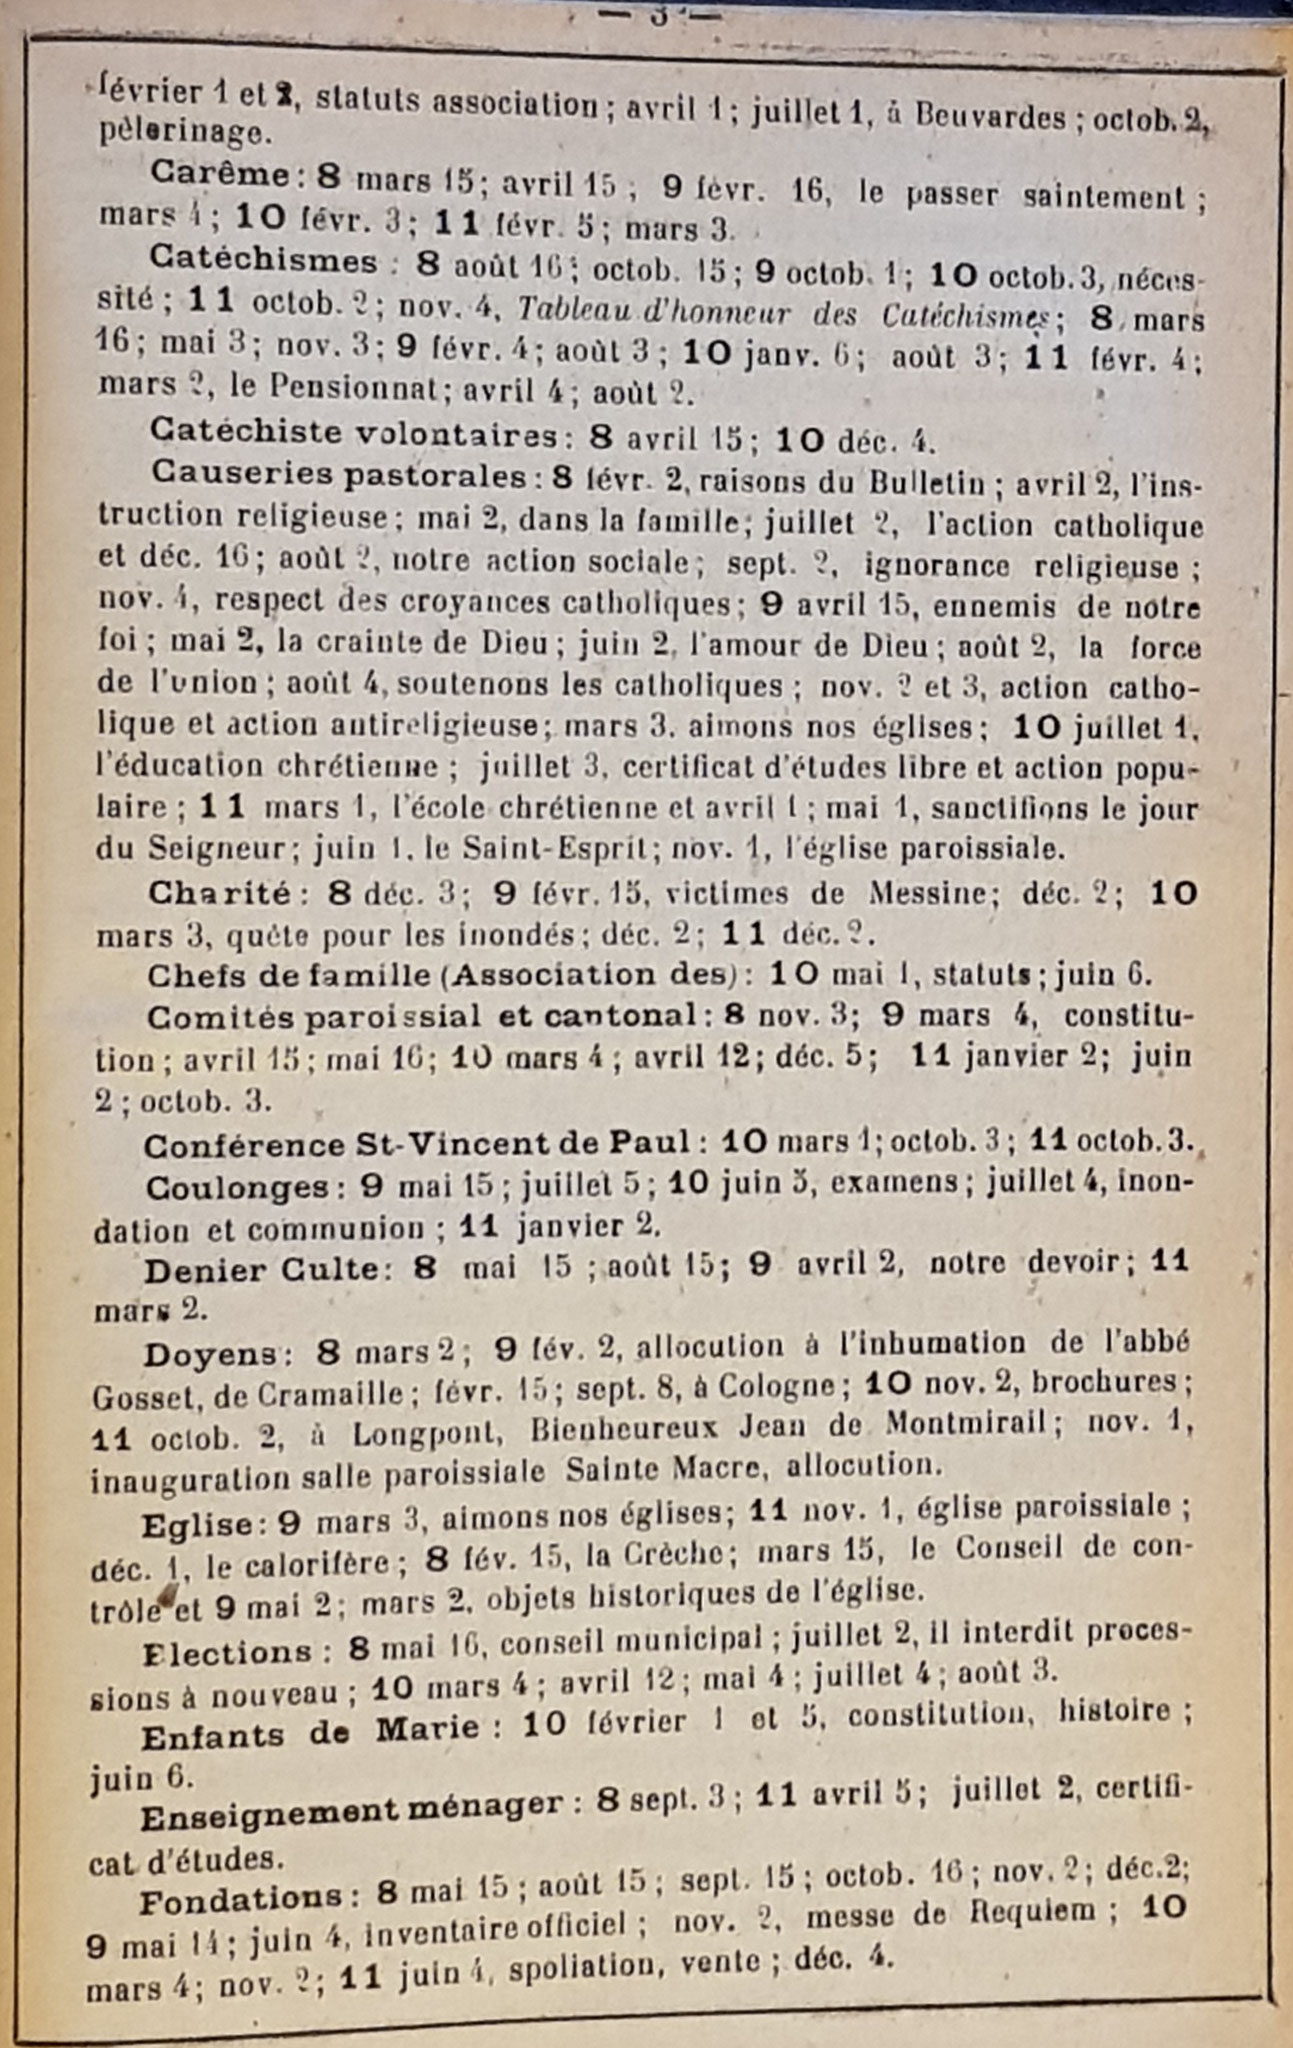 — 3 —
février 1 et 2, statuts association ; avril 1 ; juillet 1, à Beuvardes ; octob. 2,
pèlerinage.
Carême : 8 mars 15 ; avril 15 ; 9 févr. 16, le passer saintement ;
mars 4 ; 10 févr. 3 ; 11 févr. 5 ; mars 3.
Catéchismes : 8 août 16 ; octob. 15 ; 9 octob. 1 ; 10 octob. 3, néces-
sité ; 11 octob. 2 ; nov. 4, Tableau d'honneur des Catéchismes ; 8 mars
16 ; mai 3 ; nov. 3 ; 9 févr. 4 ; août 3 ; 10 janv. 6 ; août 3 ; 11 févr. 4 ;
mars 2, le Pensionnat ; avril 4 ; août 2.
Catéchiste volontaires : 8 avril 15 ; 10 déc. 4.
Causeries pastorales : 8 févr. 2, raisons du Bulletin ; avril 2, l'ins-
truction religieuse ; mai 2, dans la famille ; juillet 2, l'action catholique
et déc. 16 ; août 2, notre action sociale ; sept. 2, ignorance religieuse ;
nov. 4, respect des croyances catholiques ; 9 avril 15, ennemis de notre
foi ; mai 2, la crainte de Dieu ; juin 2, l'amour de Dieu ; août 2, la force
de l'union ; août 4, soutenons les catholiques ; nov. 2 et 3, action catho-
lique et action antireligieuse ; mars 3. aimons nos églises ; 10 juillet 1,
l'éducation chrétienne ; juillet 3, certificat d'études libre et action popu-
laire ; 11 mars 1, l'école chrétienne et avril 1 ; mai 1, sanctifions le jour
du Seigneur ; juin 1. le Saint-Esprit ; nov. 1, l'église paroissiale.
Charité : 8 déc. 3 ; 9 févr. 15, victimes de Messine ; déc. 2 ; 10
mars 3, quête pour les inondés ; déc. 2 ; 11 déc. 2.
Chefs de famille (Association des) : 10 mai 1, statuts ; juin 6.
Comités paroissial et cantonal : 8 nov. 3 ; 9 mars 4, constitu-
tion ; avril 15 ; mai 16 ; 10 mars 4 ; avril 12 ; déc. 5 ; 11 janvier 2 ; juin
2 ; octob. 3.
Conférence St-Vincent de Paul : 10 mars 1 ; octob. 3 ; 11 octob. 3.
Coulonges : 9 mai 15 ; juillet 5 ; 10 juin 3, examens ; juillet 4, inon-
dation et communion ; 11 janvier 2.
Denier Culte : 8 mai 15 ; août 15 ; 9 avril 2, notre devoir ; 11
mars 2.
Doyens : 8 mars 2 ; 9 fév. 2, allocution à l'inhumation de l'abbé
Gosset, de Cramaille ; févr. 15 ; sept. 8, à Cologne ; 10 nov. 2, brochures ;
11 octob. 2, à Longpont, Bienheureux Jean de Montmirail ; nov. 1,
inauguration salle paroissiale Sainte Macre, allocution.
Eglise : 9 mars 3, aimons nos églises ; 11 nov. 1, église paroissiale ;
déc. 1, le calorifère ; 8 fév. 15, la Crèche ; mars 15, le Conseil de con-
trôle et 9 mai 2 ; mars 2, objets historiques de l'église.
Elections : 8 mai 16, conseil municipal ; juillet 2, il interdit proces-
sions à nouveau ; 10 mars 4 ; avril 12 ; mai 4 ; juillet 4 ; août 3.
Enfants de Marie : 10 février 1 et 5, constitution, histoire ;
juin 6.
Enseignement ménager : 8 sept. 3 ; 11 avril 5 ; juillet 2, certifi-
cat d'études.
Fondations : 8 mai 15 ; août 15 ; sept. 15 ; octob. 16 ; nov. 2 ; déc. 2 ;
9 mai 14 ; juin 4, inventaire officiel ; nov. 2, messe de Requiem ; 10
mars 4 ; nov. 2 ; 11 juin 4, spoliation, vente ; déc. 4.